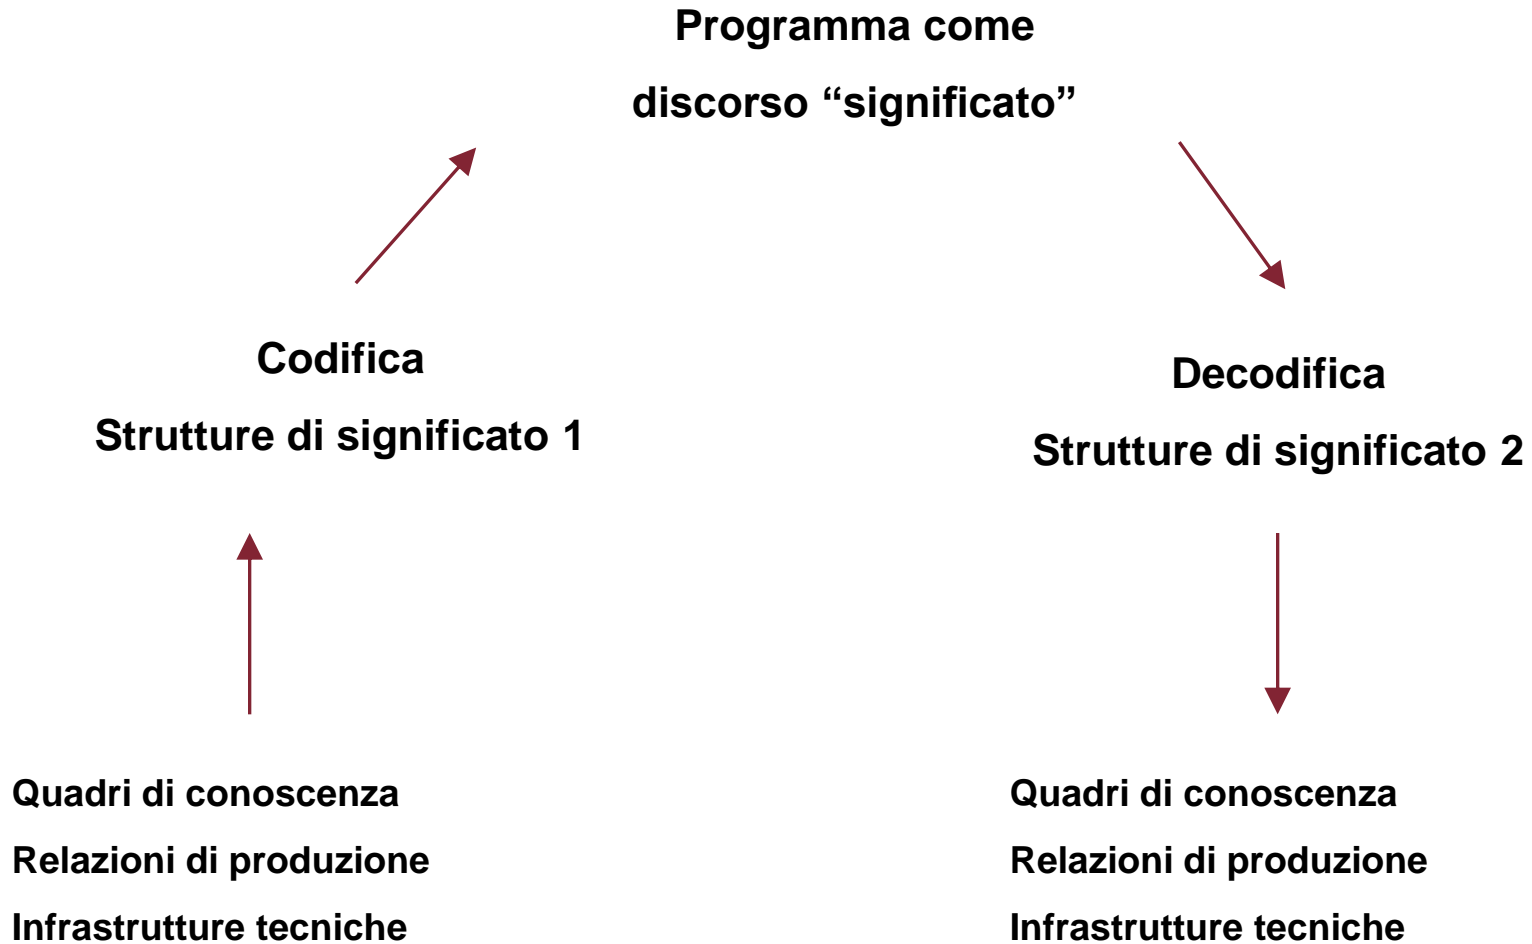 Programma come
discorso “significato”
Codifica
Strutture di significato 1
Decodifica
Strutture di significato 2
Quadri di conoscenza
Relazioni di produzione
Infrastrutture tecniche
Quadri di conoscenza
Relazioni di produzione
Infrastrutture tecniche